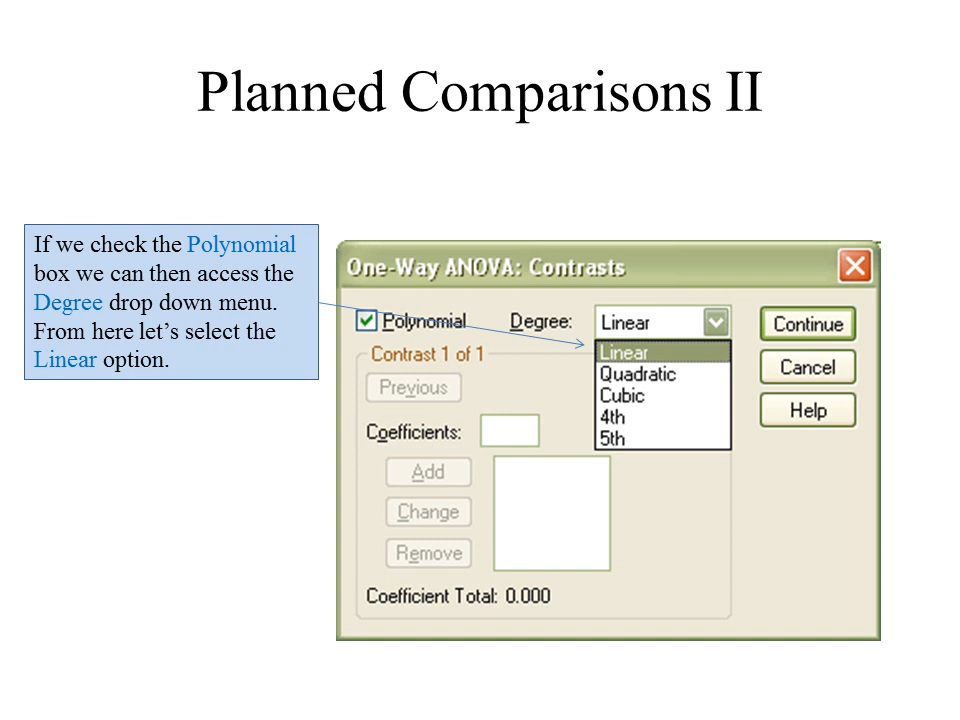 Planned Comparisons II
If we check the Polynomial
box we can then access the
Degree drop down menu.
From here let's select the
Linear option.
One-Way ANOVA: Contrasts
Polynomial Degree: Linear Continue
Contrast 1 of 1 Linear
Previous Quadratic Cancel
Cubic
Coefficients: 4th Help
5th
Add
Change
Remove
Coefficient Total: 0.000